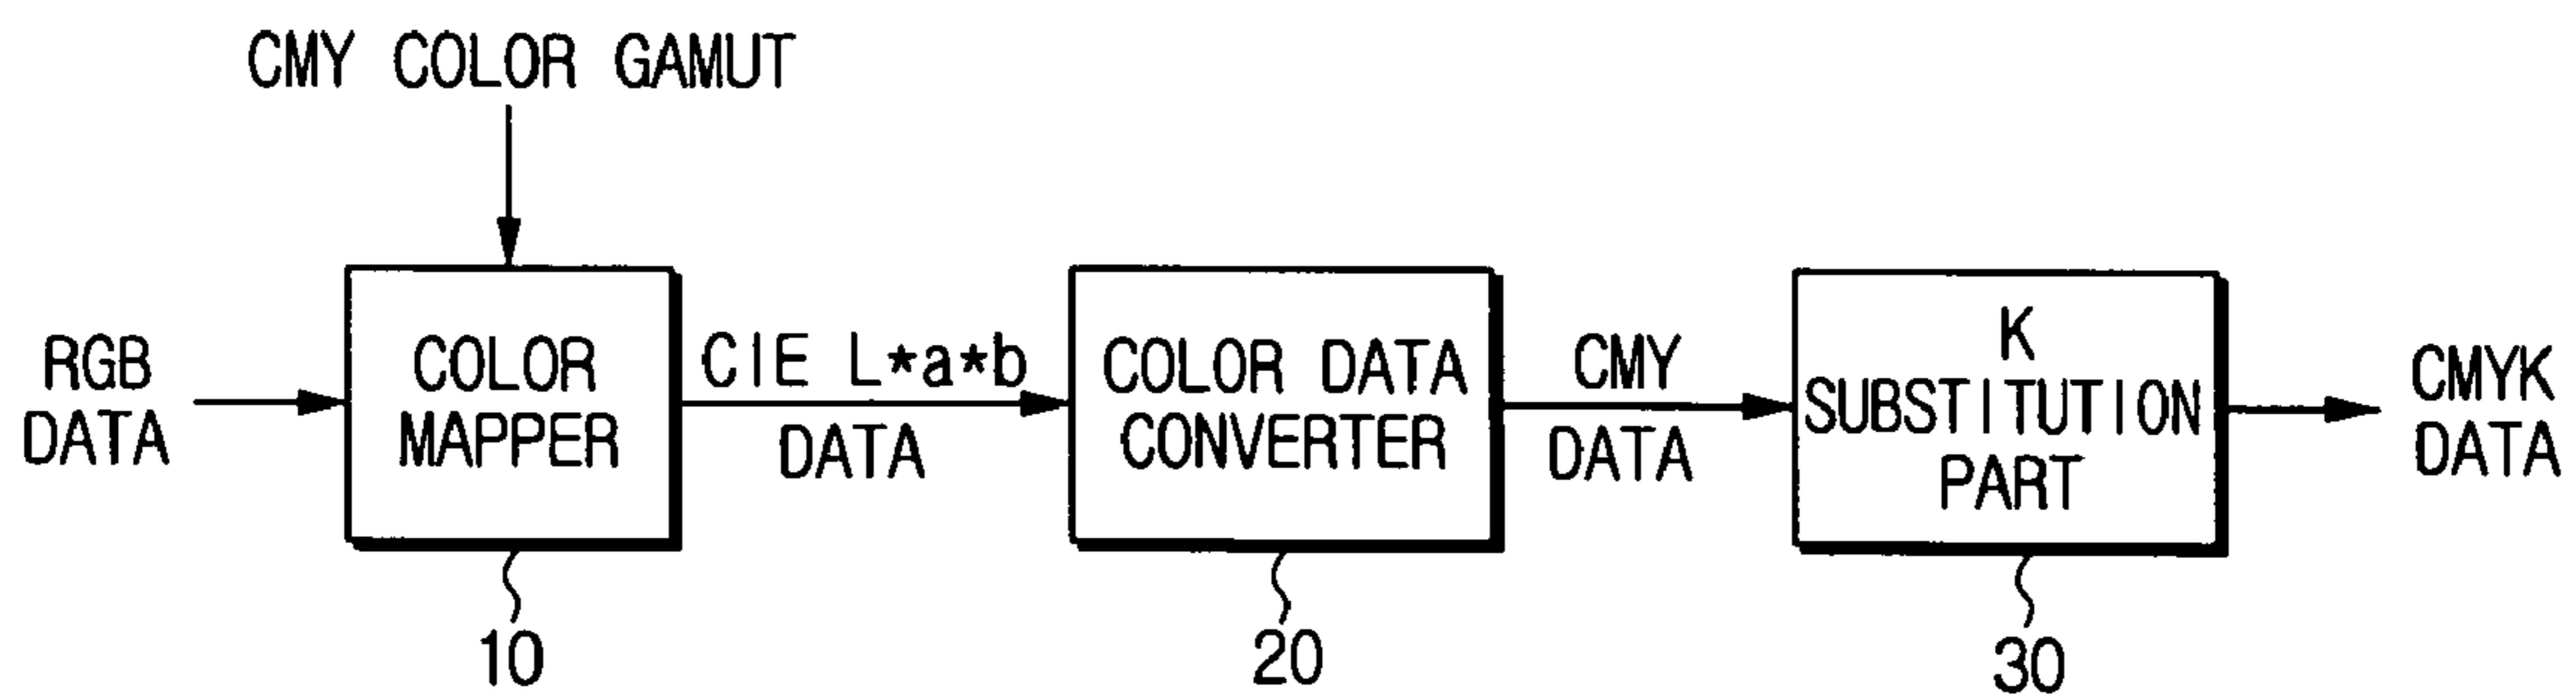 CMY COLOR GAMUT
RGB
DATA
COLOR
MAPPER
CIE L*a*b
DATA
COLOR DATA
CONVERTER
CMY
DATA
K
SUBSTITUTION
PART
CMYK
DATA
10
20
30